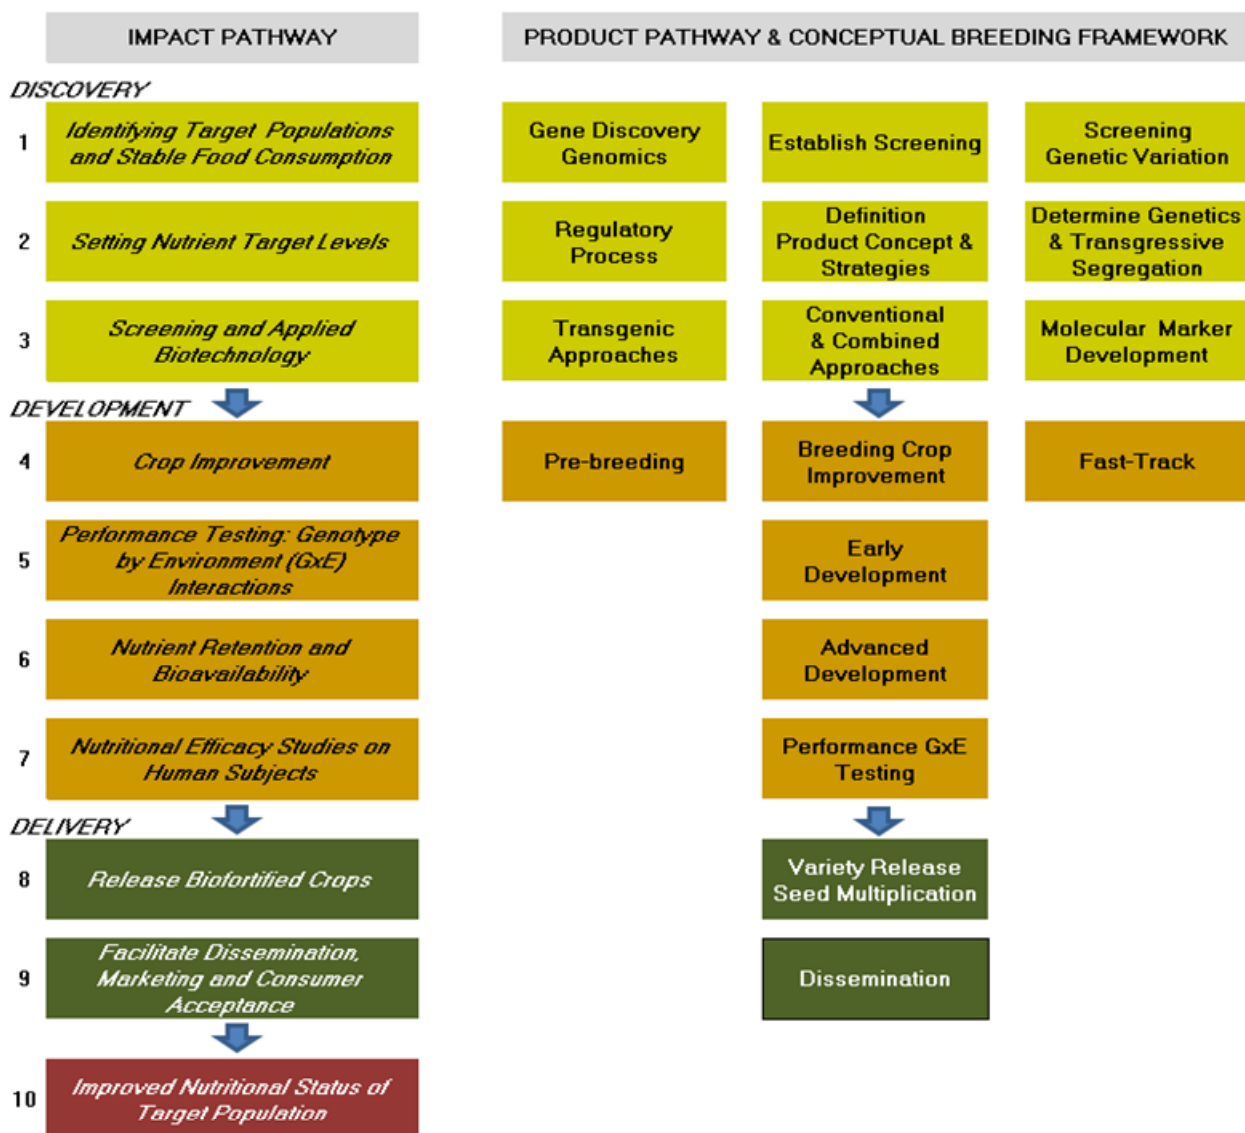 IMPACT PATHWAY
PRODUCT PATHWAY & CONCEPTUAL BREEDING FRAMEWORK
DISCOVERY
1
Identifying Target Populations
and Stable Food Consumption
Gene Discovery
Genomics
Establish Screening
Screening
Genetic Variation
2
Setting Nutrient Target Levels
Regulatory
Process
Definition
Product Concept &
Strategies
Determine Genetics
& Transgressive
Segregation
3
Screening and Applied
Biotechnology
Transgenic
Approaches
Conventional
& Combined
Approaches
Molecular Marker
Development
DEVELOPMENT
4
Crop Improvement
Pre-breeding
Breeding Crop
Improvement
Fast-Track
5
Performance Testing: Genotype
by Environment (GxE)
Interactions
Early
Development
6
Nutrient Retention and
Bioavailability
Advanced
Development
7
Nutritional Efficacy Studies on
Human Subjects
Performance GxE
Testing
DELIVERY
8
Release Biofortified Crops
Variety Release
Seed Multiplication
9
Facilitate Dissemination,
Marketing and Consumer
Acceptance
Dissemination
10
Improved Nutritional Status of
Target Population